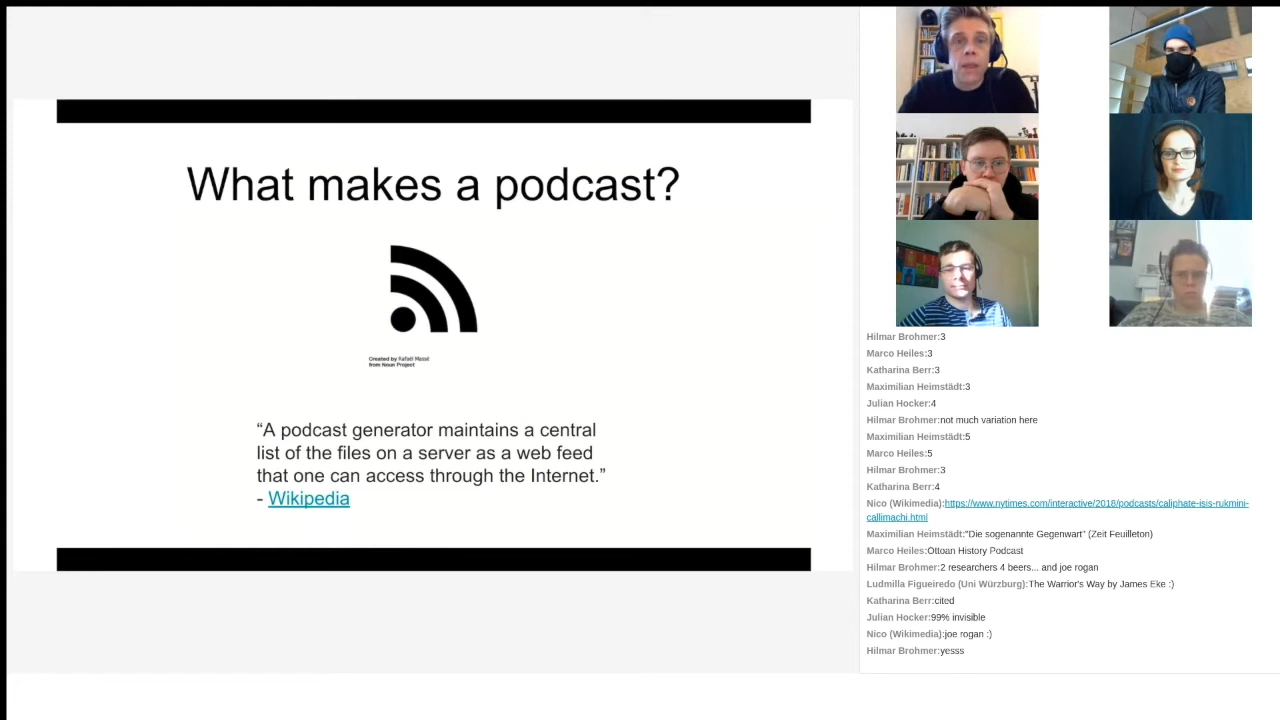 What makes a podcast?
Created by Rafael Massé
from Noun Project
“A podcast generator maintains a central
list of the files on a server as a web feed
that one can access through the Internet.”
- Wikipedia
Hilmar Brohmer:3
Marco Heiles:3
Katharina Berr:3
Maximilian Heimstädt:3
Julian Hocker:4
Hilmar Brohmer:not much variation here
Maximilian Heimstädt:5
Marco Heiles:5
Hilmar Brohmer:3
Katharina Berr:4
Nico (Wikimedia):https://www.nytimes.com/interactive/2018/podcasts/caliphate-isis-rukmini-
callimachi.html
Maximilian Heimstädt:"Die sogenannte Gegenwart" (Zeit Feuilleton)
Marco Heiles:Ottoan History Podcast
Hilmar Brohmer:2 researchers 4 beers... and joe rogan
Ludmilla Figueiredo (Uni Würzburg):The Warrior's Way by James Eke :)
Katharina Berr:cited
Julian Hocker:99% invisible
Nico (Wikimedia):joe rogan :)
Hilmar Brohmer:yesss